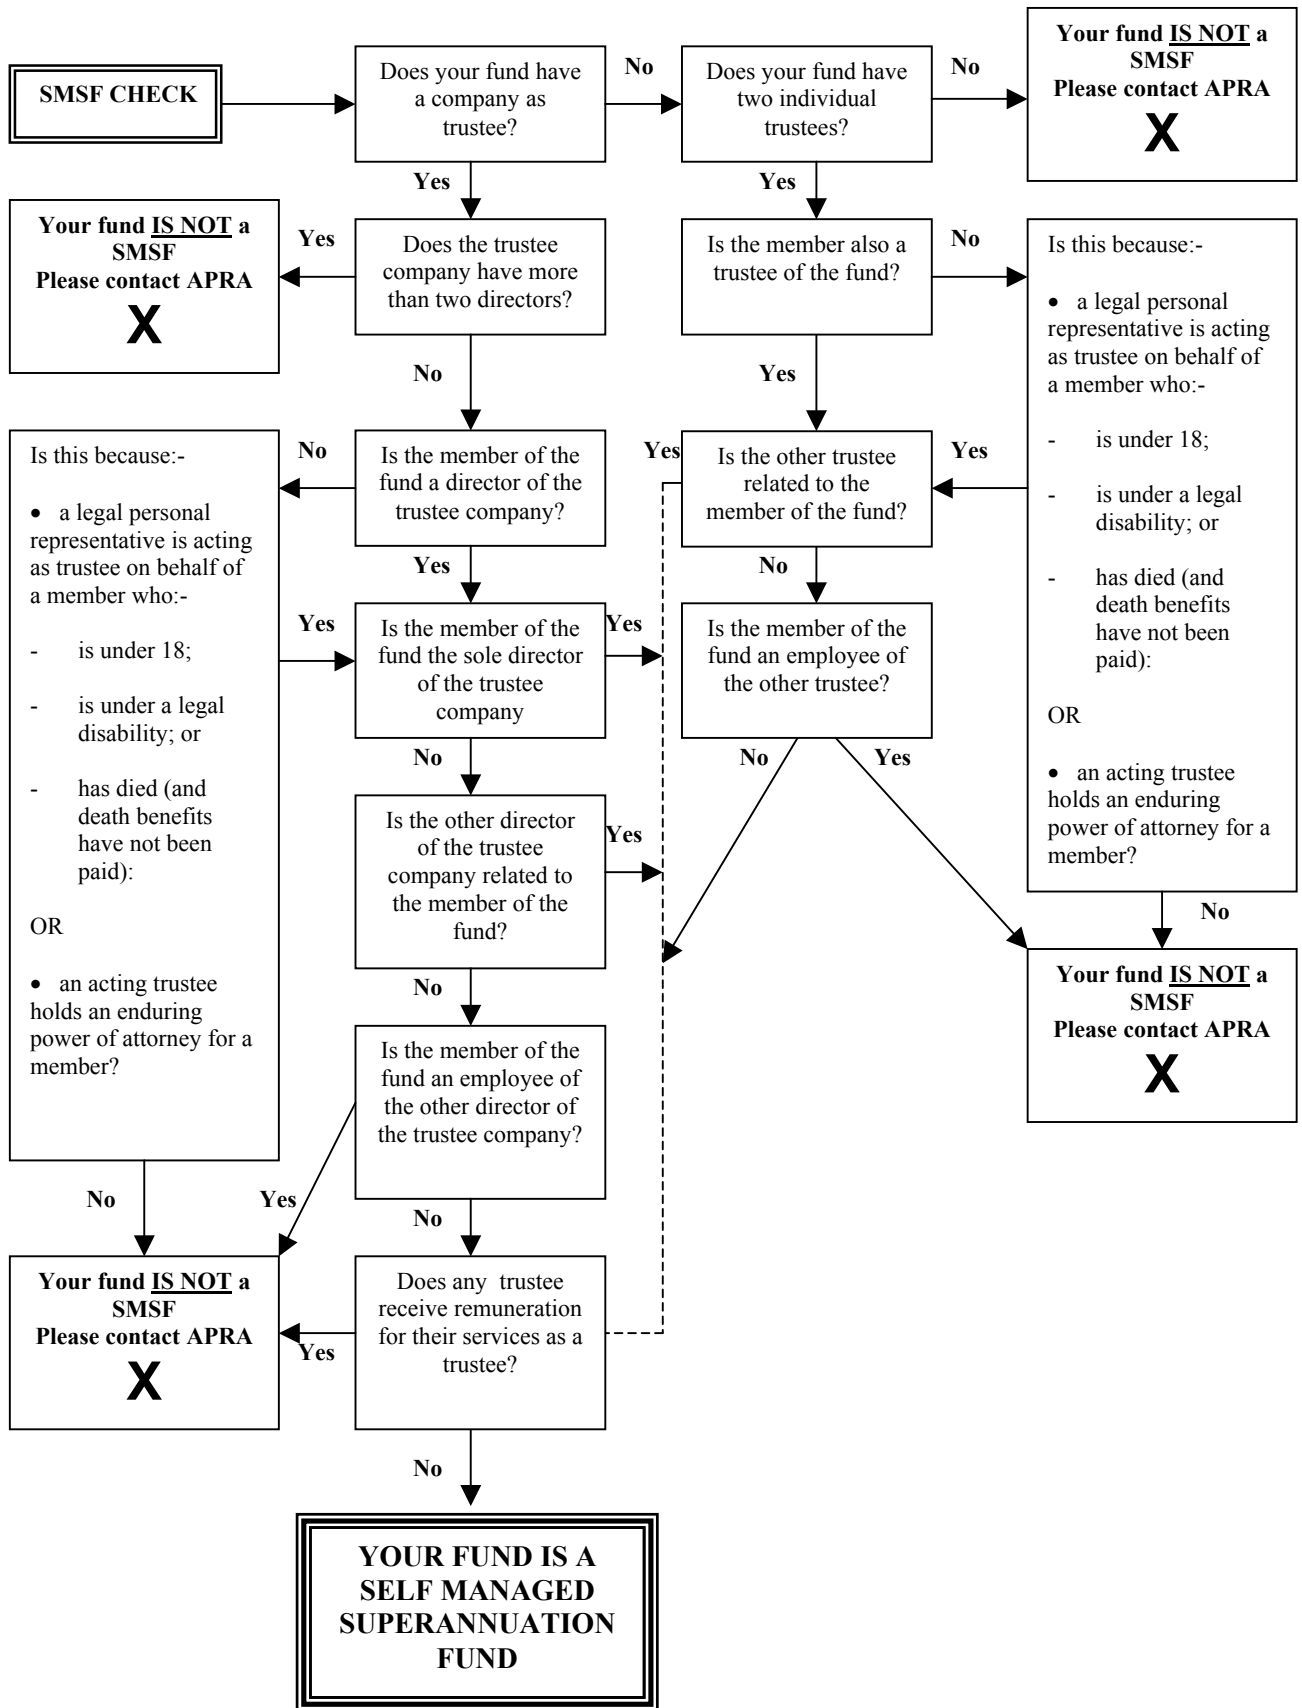 SMSF CHECK
Does your fund have
a company as
trustee?
No
Does your fund have
two individual
trustees?
No
Your fund IS NOT a
SMSF
Please contact APRA
X
Yes
Yes
Your fund IS NOT a
SMSF
Please contact APRA
X
Yes
Does the trustee
company have more
than two directors?
Is the member also a
trustee of the fund?
No
Is this because:-
• a legal personal
representative is acting
as trustee on behalf of
a member who:-
- is under 18;
- is under a legal
disability; or
- has died (and
death benefits
have not been
paid):
OR
• an acting trustee
holds an enduring
power of attorney for a
member?
No
Yes
Is this because:-
• a legal personal
representative is acting
as trustee on behalf of
a member who:-
- is under 18;
- is under a legal
disability; or
- has died (and
death benefits
have not been
paid):
OR
• an acting trustee
holds an enduring
power of attorney for a
member?
No
Is the member of the
fund a director of the
trustee company?
Yes
Is the other trustee
related to the
member of the fund?
Yes
Yes
No
Yes
Is the member of the
fund the sole director
of the trustee
company
Yes
Is the member of the
fund an employee of
the other trustee?
No
No
Yes
Is the other director
of the trustee
company related to
the member of the
fund?
Yes
No
No
Your fund IS NOT a
SMSF
Please contact APRA
X
Is the member of the
fund an employee of
the other director of
the trustee company?
No
Yes
No
Your fund IS NOT a
SMSF
Please contact APRA
X
Yes
Does any trustee
receive remuneration
for their services as a
trustee?
No
YOUR FUND IS A
SELF MANAGED
SUPERANNUATION
FUND